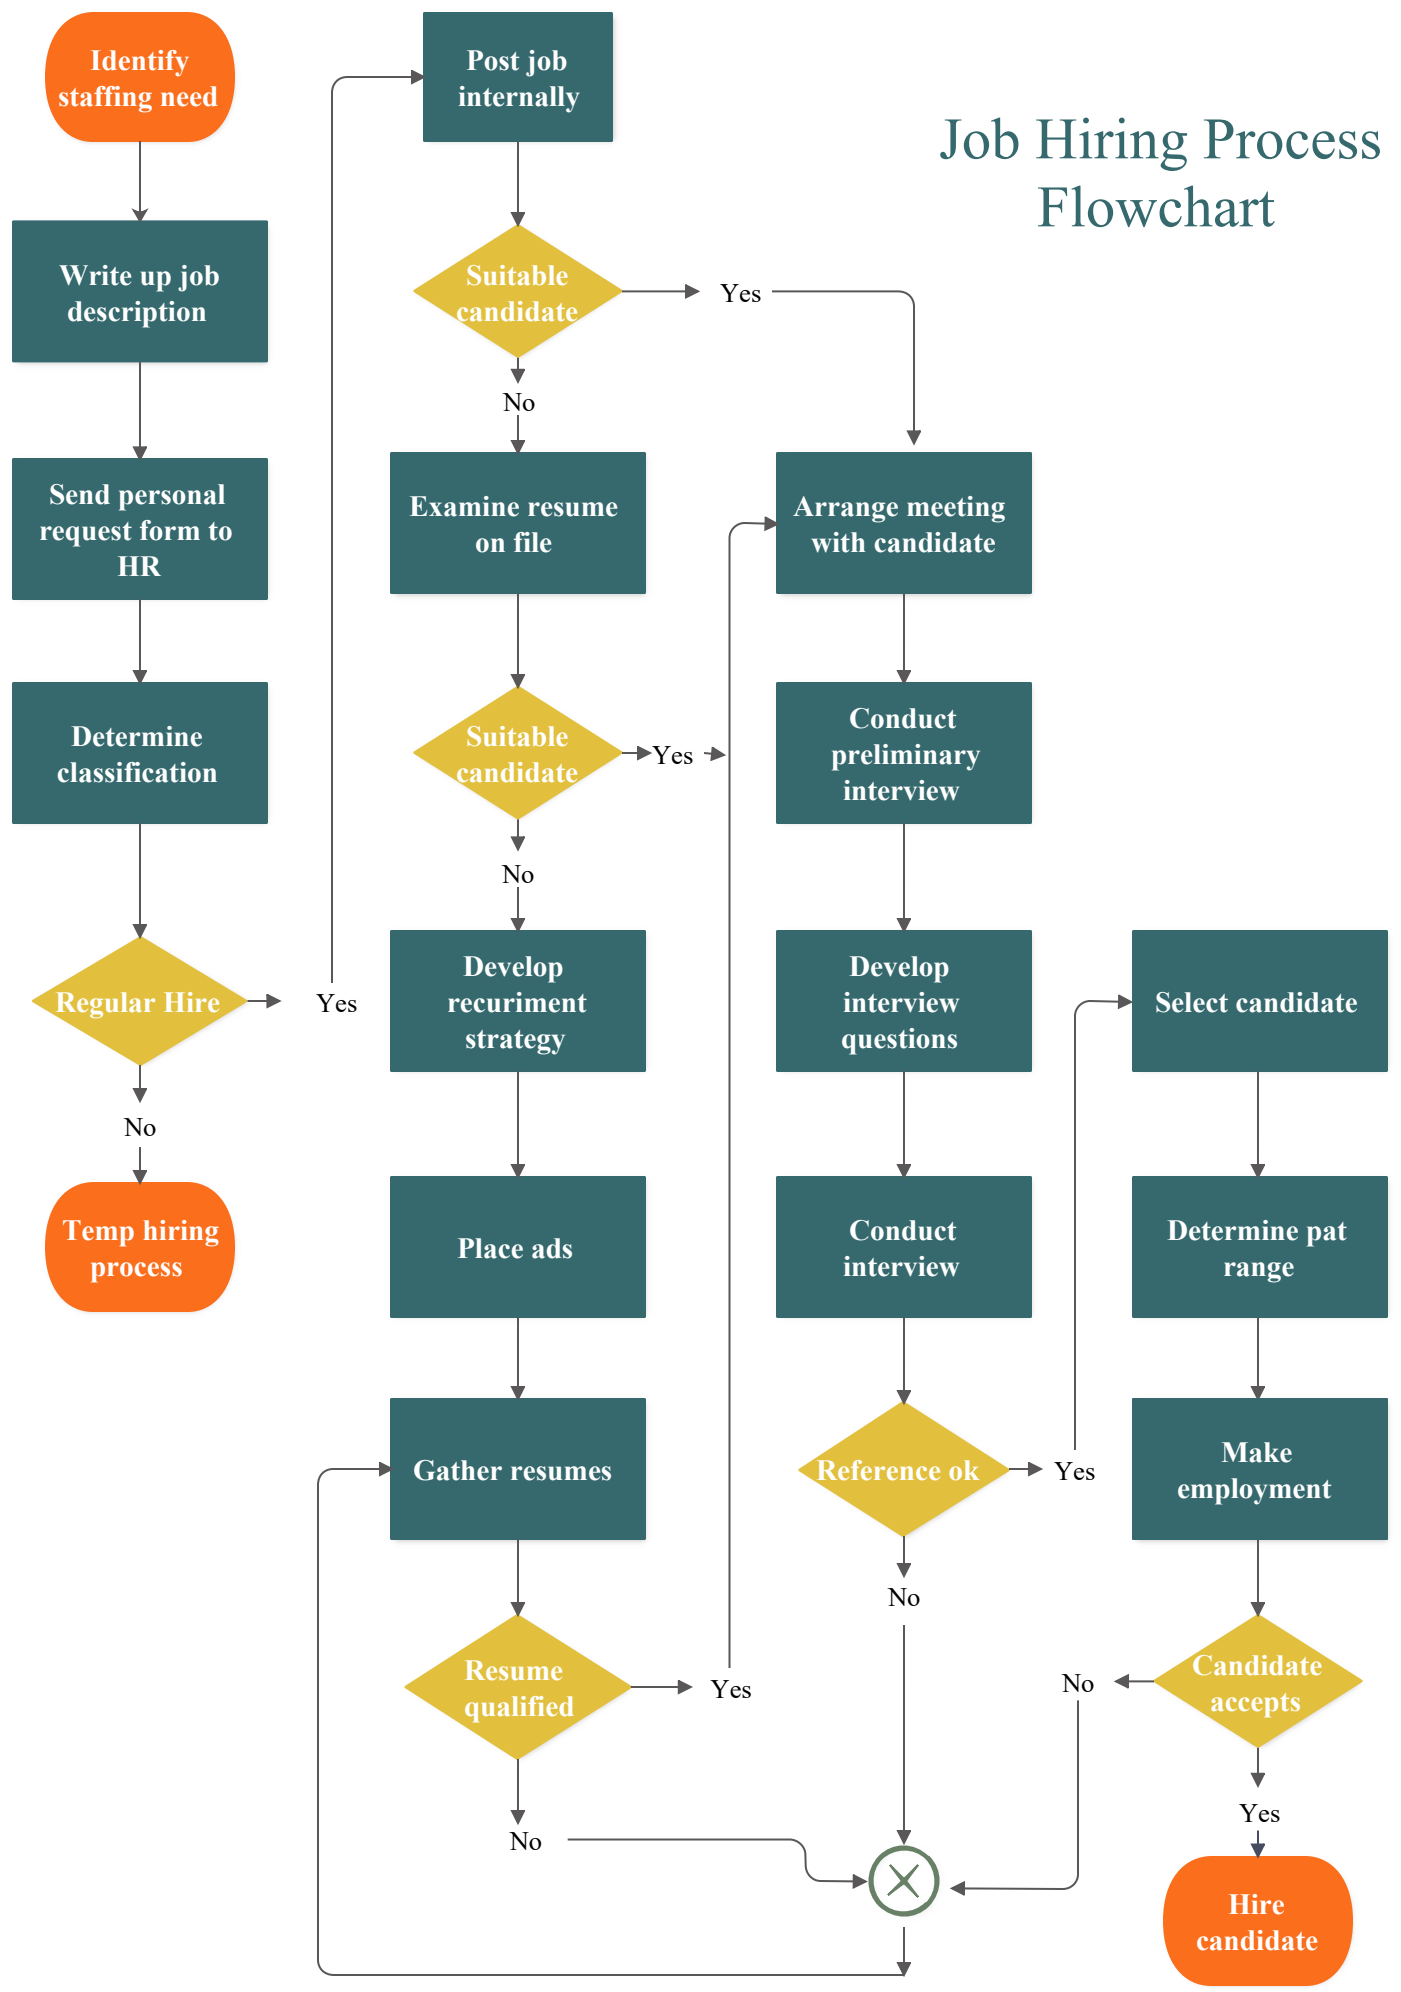 Identify
staffing need
Write up job
description
Send personal
request form to
HR
Determine
classification
Regular Hire
Yes
No
Temp hiring
process
Post job
internally
Suitable
candidate
Yes
No
Examine resume
on file
Suitable
candidate
Yes
No
Develop
recuriment
strategy
Place ads
Gather resumes
Resume
qualified
Yes
No
Job Hiring Process
Flowchart
Arrange meeting
with candidate
Conduct
preliminary
interview
Develop
interview
questions
Conduct
interview
Reference ok
Yes
No
Select candidate
Determine pat
range
Make
employment
Candidate
accepts
No
Yes
Hire
candidate